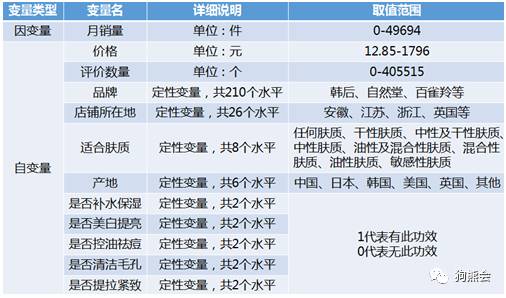 变量类型 变量名 详细说明 取值范围
因变量 月销量 单位：件 0-49694
自变量 价格 单位：元 12.85-1796
评价数量 单位：个 0-405515
品牌 定性变量，共210个水平 韩后、自然堂、百雀羚等
店铺所在地 定性变量，共26个水平 安徽、江苏、浙江、英国等
适合肤质 定性变量，共8个水平 任何肤质、干性肤质、中性及干性肤质、
中性肤质、油性及混合性肤质、混合性
肤质、油性肤质、敏感性肤质
产地 定性变量，共6个水平 中国、日本、韩国、美国、英国、其他
是否补水保湿 定性变量，共2个水平
是否美白提亮 定性变量，共2个水平
是否控油祛痘 定性变量，共2个水平
是否清洁毛孔 定性变量，共2个水平
是否提拉紧致 定性变量，共2个水平
1代表有此功效
0代表无此功效
狗熊会